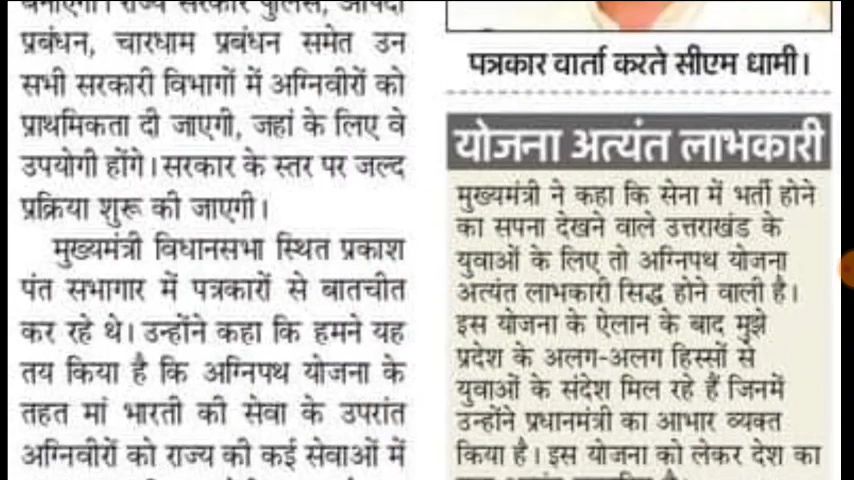 बनाएगी। राज्य सरकार पुलिस, आपदा
प्रबंधन, चारधाम प्रबंधन समेत उन
सभी सरकारी विभागों में अग्निवीरों को
प्राथमिकता दी जाएगी, जहां के लिए वे
उपयोगी होंगे। सरकार के स्तर पर जल्द
प्रक्रिया शुरू की जाएगी।
मुख्यमंत्री विधानसभा स्थित प्रकाश
पंत सभागार में पत्रकारों से बातचीत
कर रहे थे। उन्होंने कहा कि हमने यह
तय किया है कि अग्निपथ योजना के
तहत मां भारती की सेवा के उपरांत
अग्निवीरों को राज्य की कई सेवाओं में
पत्रकार वार्ता करते सीएम धामी।
योजना अत्यंत लाभकारी
मुख्यमंत्री ने कहा कि सेना में भर्ती होने
का सपना देखने वाले उत्तराखंड के
युवाओं के लिए तो अग्निपथ योजना
अत्यंत लाभकारी सिद्ध होने वाली है।
इस योजना के ऐलान के बाद मुझे
प्रदेश के अलग-अलग हिस्सों से
युवाओं के संदेश मिल रहे हैं जिनमें
उन्होंने प्रधानमंत्री का आभार व्यक्त
किया है। इस योजना को लेकर देश का